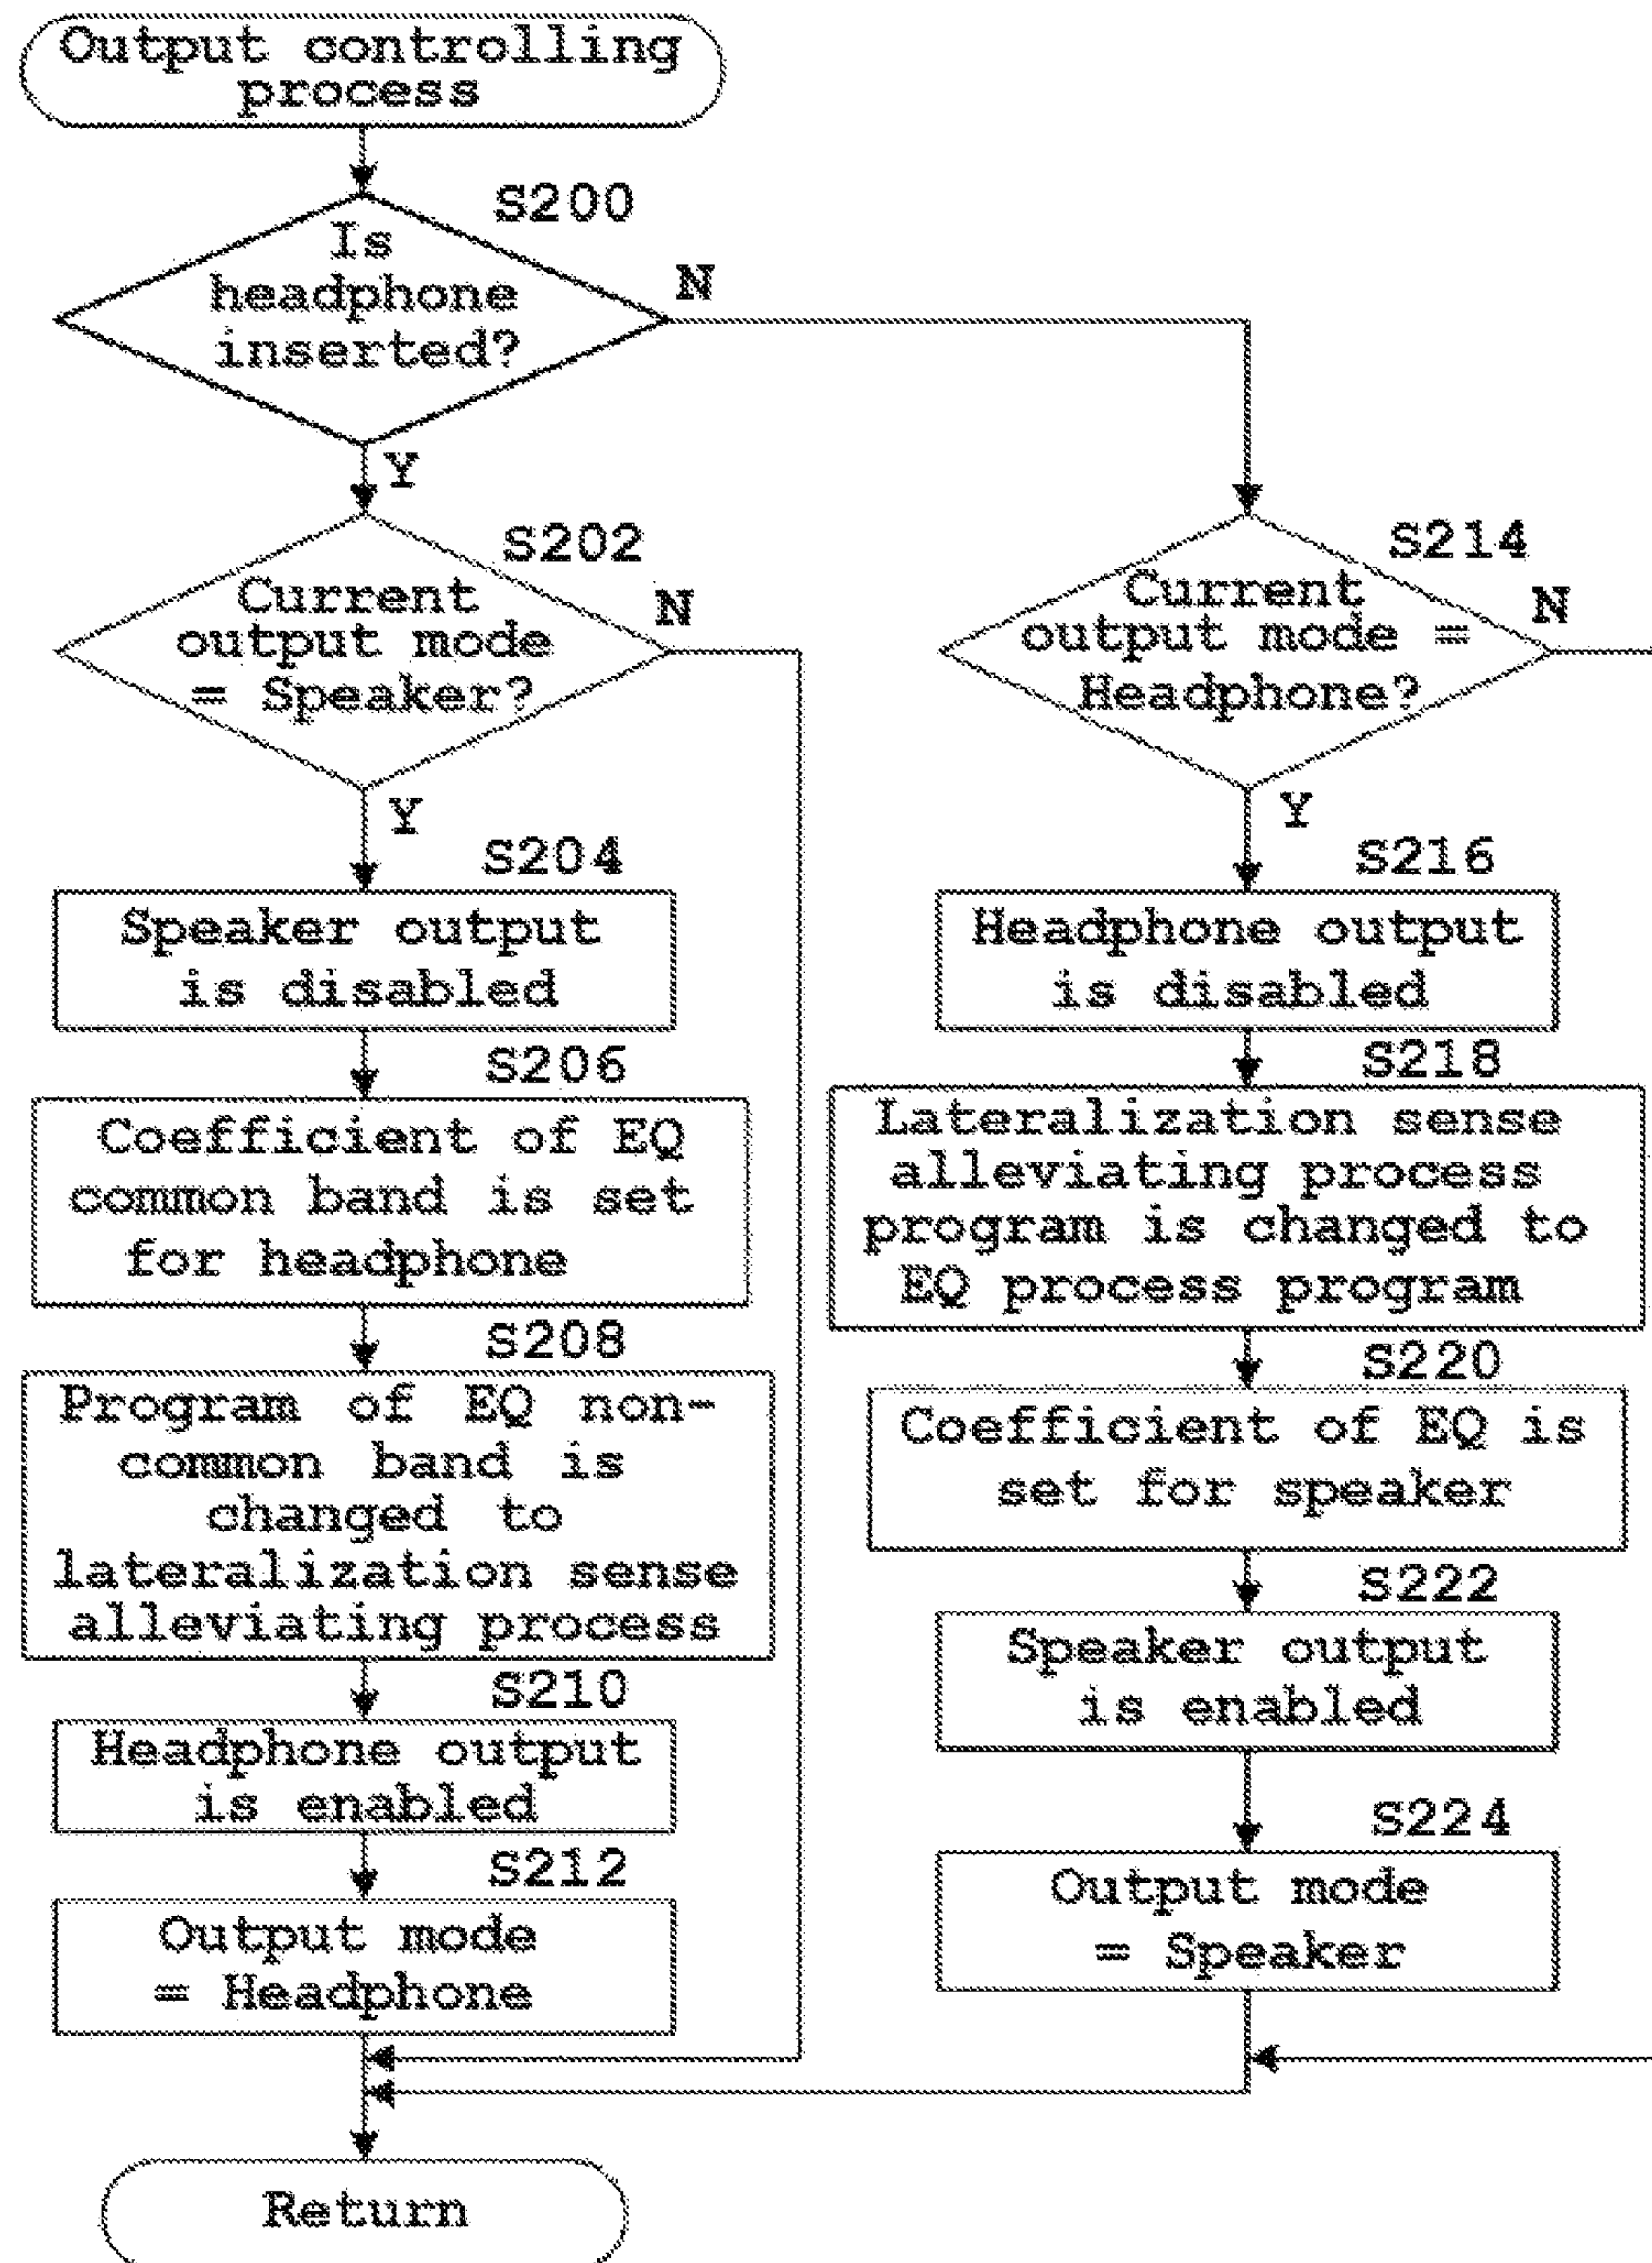 Output controlling
process
S200
Is
headphone
inserted?
N
Y
S202
Current
output mode
= Speaker?
N
Y
S204
Speaker output
is disabled
S206
Coefficient of EQ
common band is set
for headphone
S208
Program of EQ non-
common band is
changed to
lateralization sense
alleviating process
S210
Headphone output
is enabled
S212
Output mode
= Headphone
S214
Current
output mode =
Headphone?
N
Y
S216
Headphone output
is disabled
S218
Lateralization sense
alleviating process
program is changed to
EQ process program
S220
Coefficient of EQ is
set for speaker
S222
Speaker output
is enabled
S224
Output mode
= Speaker
Return